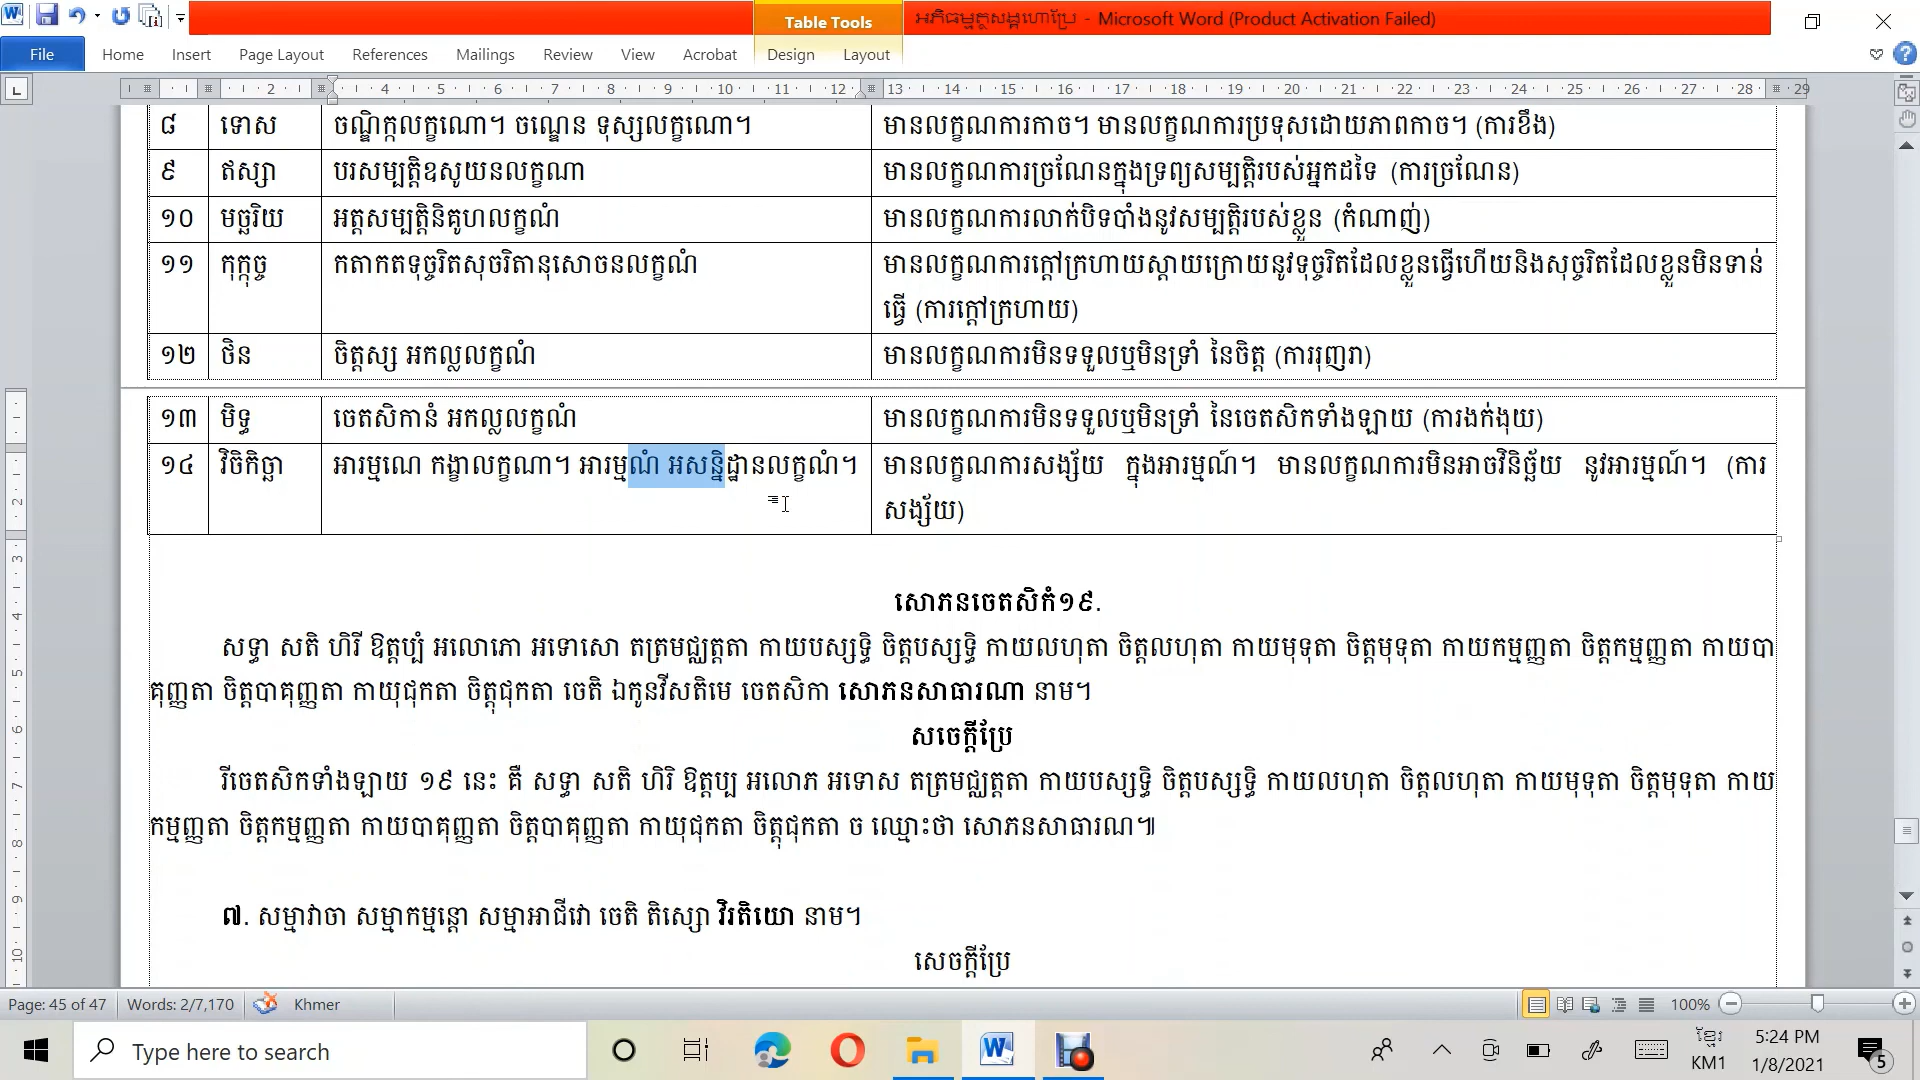 Table Tools
អភិធម្មត្ថសង្គហោប្រែ - Microsoft Word (Product Activation Failed)
File Home Insert Page Layout References Mailings Review View Acrobat Design Layout
2 4 5 6 7 8 9 10 11 12 13 14 15 16 17 18 19 20 21 22 23 24 25 26 27 28 29
៨ ទោស ចណ្ឌិក្កលក្ខណោ។ ចណ្ឌេន ទុស្សលក្ខណោ។ មានលក្ខណការកាច។ មានលក្ខណការប្រទុសដោយភាពកាច។ (ការខឹង)
៩ ឥស្សា បរសម្បត្តិឧសូយនលក្ខណា មានលក្ខណការច្រណែនក្នុងទ្រព្យសម្បត្តិរបស់អ្នកដទៃ (ការច្រណែន)
១០ មច្ឆរិយ អត្តសម្បត្តិនិគូហលក្ខណំ មានលក្ខណការលាក់បិទបាំងនូវសម្បត្តិរបស់ខ្លួន (កំណាញ់)
១១ កុក្កុច្ច កតាកតទុច្ចរិតសុចរិតានុសោចនលក្ខណំ មានលក្ខណការក្ដៅក្រហាយស្ដាយក្រោយនូវទុច្ចរិតដែលខ្លួនធ្វើហើយនិងសុច្ចរិតដែលខ្លួនមិនទាន់
ធ្វើ (ការក្ដៅក្រហាយ)
១២ ថិន ចិត្តស្ស អកល្លលក្ខណំ មានលក្ខណការមិនទទួលឬមិនទ្រាំ នៃចិត្ត (ការរុញរា)
១៣ មិទ្ធ ចេតសិកានំ អកល្លលក្ខណំ មានលក្ខណការមិនទទួលឬមិនទ្រាំ នៃចេតសិកទាំងឡាយ (ការងក់ងុយ)
១៤ វិចិកិច្ឆា អារម្មណេ កង្ខាលក្ខណា។ អារម្មណំ អសន្និដ្ឋានលក្ខណំ។ មានលក្ខណការសង្ស័យ ក្នុងអារម្មណ៍។ មានលក្ខណការមិនអាចវិនិច្ឆ័យ នូវអារម្មណ៍។ (ការ
សង្ស័យ)
សោភនចេតសិកំ១៩.
សទ្ធា សតិ ហិរី ឱត្តប្បំ អលោភោ អទោសោ តត្រមជ្ឈត្តតា កាយបស្សទ្ធិ ចិត្តបស្សទ្ធិ កាយលហុតា ចិត្តលហុតា កាយមុទុតា ចិត្តមុទុតា កាយកម្មញ្ញតា ចិត្តកម្មញ្ញតា កាយបា
គុញ្ញតា ចិត្តបាគុញ្ញតា កាយុជុកតា ចិត្តុជុកតា ចេតិ ឯកូនវីសតិមេ ចេតសិកា សោភនសាធារណា នាម។
សចេក្ដីប្រែ
រីចេតសិកទាំងឡាយ ១៩ នេះ គឺ សទ្ធា សតិ ហិរិ ឱត្តប្ប អលោភ អទោស តត្រមជ្ឈត្តតា កាយបស្សទ្ធិ ចិត្តបស្សទ្ធិ កាយលហុតា ចិត្តលហុតា កាយមុទុតា ចិត្តមុទុតា កាយ
កម្មញ្ញតា ចិត្តកម្មញ្ញតា កាយបាគុញ្ញតា ចិត្តបាគុញ្ញតា កាយុជុកតា ចិត្តុជុកតា ច ឈ្មោះថា សោភនសាធារណ៕
៧. សម្មាវាចា សម្មាកម្មន្តោ សម្មាអាជីវោ ចេតិ តិស្សោ វិរតិយោ នាម។
សេចក្ដីប្រែ
Page: 45 of 47 Words: 2/7,170 Khmer 100%
Type here to search
ខ្មែរ
KM1
5:24 PM
1/8/2021
5